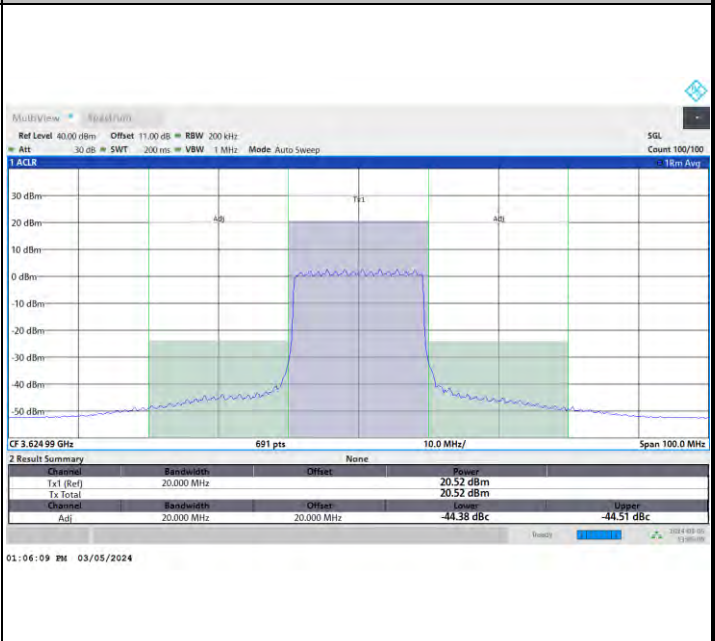 MultiView
Ref Level 40.00 dBm Offset 11.00 dB RBW 200 kHz SGL
Att 30 dB SWT 200 ms VBW 1 MHz Mode Auto Sweep Count 100/100
1 ACLR 1Rm Avg
30 dBm
Tx1
20 dBm
Adj Adj
10 dBm
0 dBm
-10 dBm
-20 dBm
-30 dBm
-40 dBm
-50 dBm
CF 3.624 99 GHz 691 pts 10.0 MHz/ Span 100.0 MHz
2 Result Summary None
Channel Bandwidth Offset Power
Tx1 (Ref) 20.000 MHz 20.52 dBm
Tx Total 20.52 dBm
Channel Bandwidth Offset Lower Upper
Adj 20.000 MHz 20.000 MHz -44.38 dBc -44.51 dBc
Ready
01:06:09 PM 03/05/2024